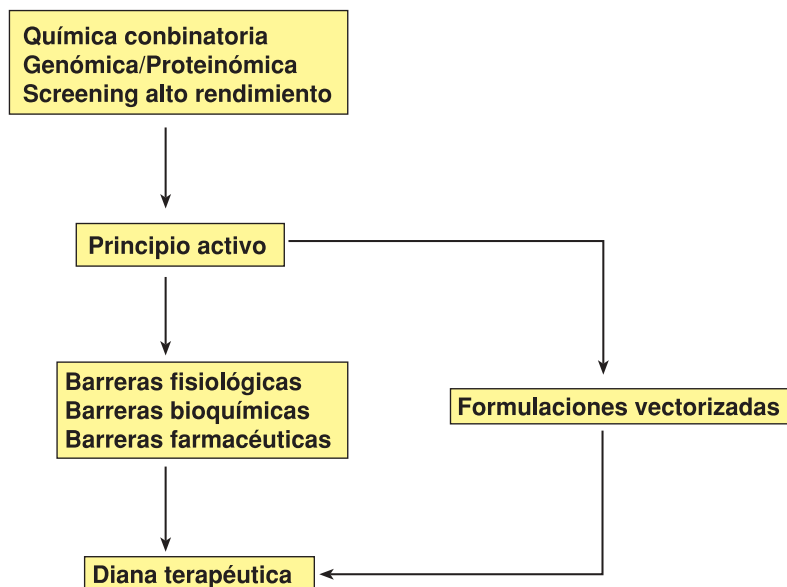 Química conbinatoria
Genómica/Proteinómica
Screening alto rendimiento
Principio activo
Barreras fisiológicas
Barreras bioquímicas
Barreras farmacéuticas
Formulaciones vectorizadas
Diana terapéutica